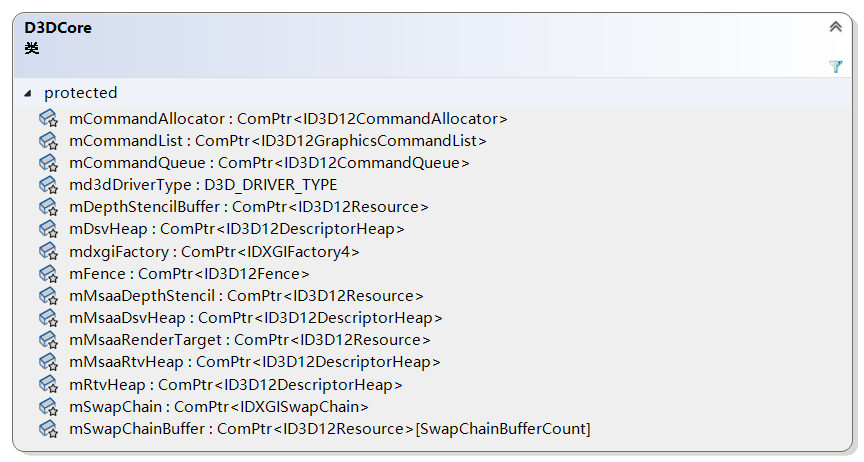 D3DCore
类
protected
mCommandAllocator : ComPtr<ID3D12CommandAllocator>
mCommandList : ComPtr<ID3D12GraphicsCommandList>
mCommandQueue : ComPtr<ID3D12CommandQueue>
md3dDriverType : D3D_DRIVER_TYPE
mDepthStencilBuffer : ComPtr<ID3D12Resource>
mDsvHeap : ComPtr<ID3D12DescriptorHeap>
mdxgiFactory : ComPtr<IDXGIFactory4>
mFence : ComPtr<ID3D12Fence>
mMsaaDepthStencil : ComPtr<ID3D12Resource>
mMsaaDsvHeap : ComPtr<ID3D12DescriptorHeap>
mMsaaRenderTarget : ComPtr<ID3D12Resource>
mMsaaRtvHeap : ComPtr<ID3D12DescriptorHeap>
mRtvHeap : ComPtr<ID3D12DescriptorHeap>
mSwapChain : ComPtr<IDXGISwapChain>
mSwapChainBuffer : ComPtr<ID3D12Resource>[SwapChainBufferCount]